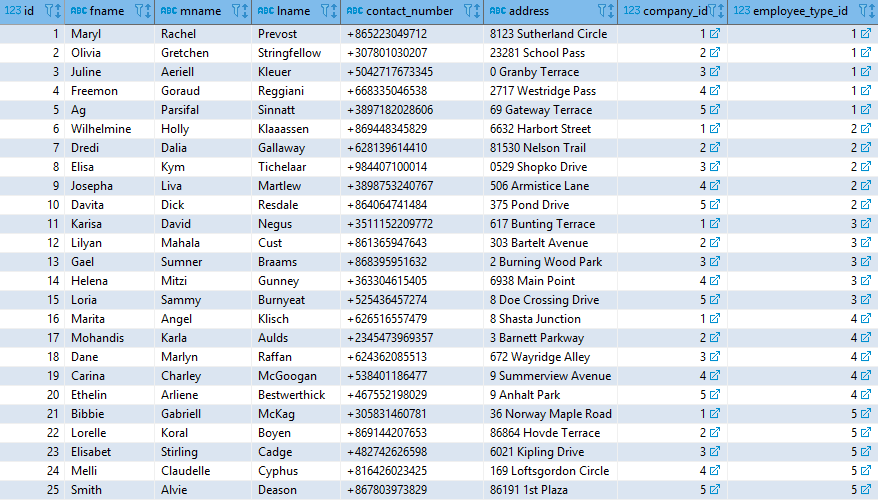 123 id ABC fname ABC mname ABC lname ABC contact_number ABC address 123 company_id 123 employee_type_id
1 Maryl Rachel Prevost +865223049712 8123 Sutherland Circle 1 1
2 Olivia Gretchen Stringfellow +307801030207 23281 School Pass 2 1
3 Juline Aeriell Kleuer +5042717673345 0 Granby Terrace 3 1
4 Freemon Goraud Reggiani +668335046538 2717 Westridge Pass 4 1
5 Ag Parsifal Sinnatt +3897182028606 69 Gateway Terrace 5 1
6 Wilhelmine Holly Klaaassen +869448345829 6632 Harbort Street 1 2
7 Dredi Dalia Gallaway +628139614410 81530 Nelson Trail 2 2
8 Elisa Kym Tichelaar +984407100014 0529 Shopko Drive 3 2
9 Josepha Liva Martlew +3898753240767 506 Armistice Lane 4 2
10 Davita Dick Resdale +864064741484 375 Pond Drive 5 2
11 Karisa David Negus +3511152209772 617 Bunting Terrace 1 3
12 Lilyan Mahala Cust +861365947643 303 Bartelt Avenue 2 3
13 Gael Sumner Braams +868395951632 2 Burning Wood Park 3 3
14 Helena Mitzi Gunney +363304615405 6938 Main Point 4 3
15 Loria Sammy Burnyeat +525436457274 8 Doe Crossing Drive 5 3
16 Marita Angel Klisch +626516557479 8 Shasta Junction 1 4
17 Mohandis Karla Aulds +2345473969357 3 Barnett Parkway 2 4
18 Dane Marlyn Raffan +624362085513 672 Wayridge Alley 3 4
19 Carina Charley McGoogan +538401186477 9 Summerview Avenue 4 4
20 Ethelin Arliene Bestwerthick +467552198029 9 Anhalt Park 5 4
21 Bibbie Gabriell McKag +305831460781 36 Norway Maple Road 1 5
22 Lorelle Koral Boyen +869144207653 86864 Hovde Terrace 2 5
23 Elisabet Stirling Cadge +482742626598 6021 Kipling Drive 3 5
24 Melli Claudelle Cyphus +816426023425 169 Loftsgordon Circle 4 5
25 Smith Alvie Deason +867803973829 86191 1st Plaza 5 5